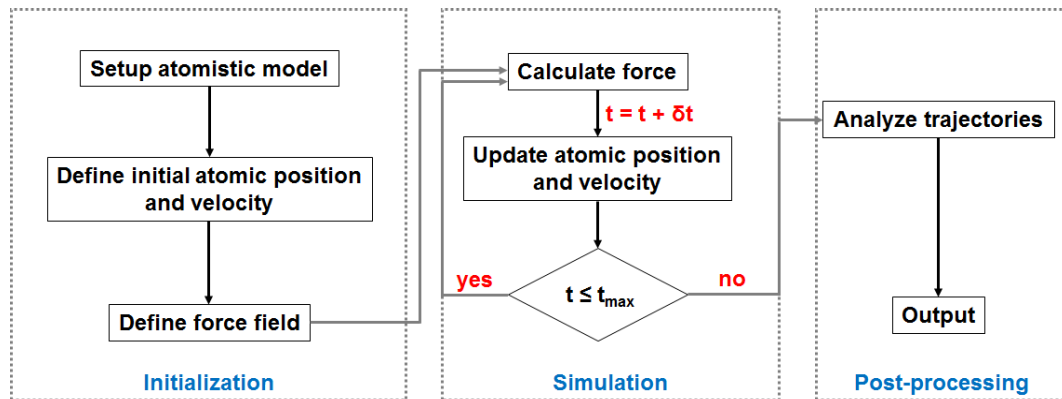 Setup atomistic model
Define initial atomic position
and velocity
Define force field
Initialization
Calculate force
t = t + δt
Update atomic position
and velocity
yes
t ≤ tmax
no
Simulation
Analyze trajectories
Output
Post-processing